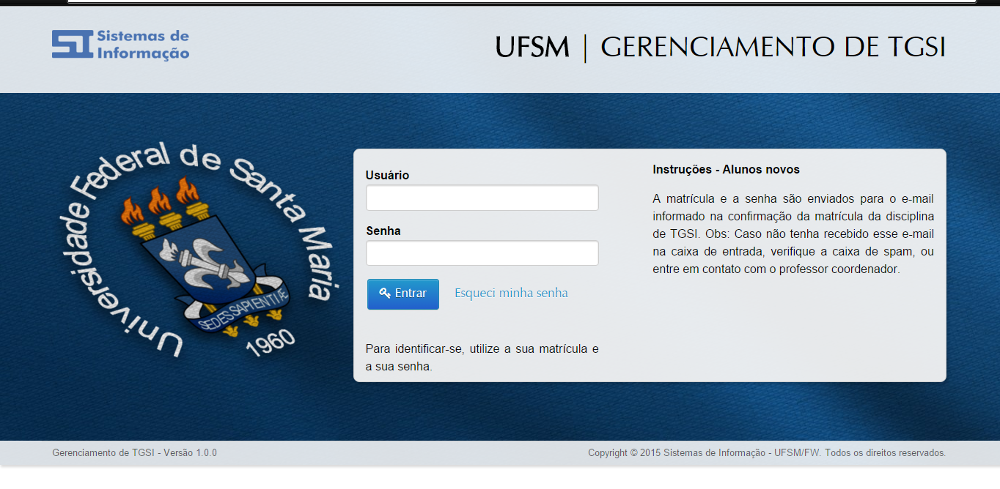 Sistemas de
Informação
UFSM | GERENCIAMENTO DE TGSI
Universidade Federal de Santa Maria
SEDES SAPIENTIÆ
1960
Usuário
Senha
Entrar
Esqueci minha senha
Para identificar-se, utilize a sua matrícula e
a sua senha.
Instruções - Alunos novos
A matrícula e a senha são enviados para o e-mail
informado na confirmação da matrícula da disciplina
de TGSI. Obs: Caso não tenha recebido esse e-mail
na caixa de entrada, verifique a caixa de spam, ou
entre em contato com o professor coordenador.
Gerenciamento de TGSI - Versão 1.0.0
Copyright © 2015 Sistemas de Informação - UFSM/FW. Todos os direitos reservados.